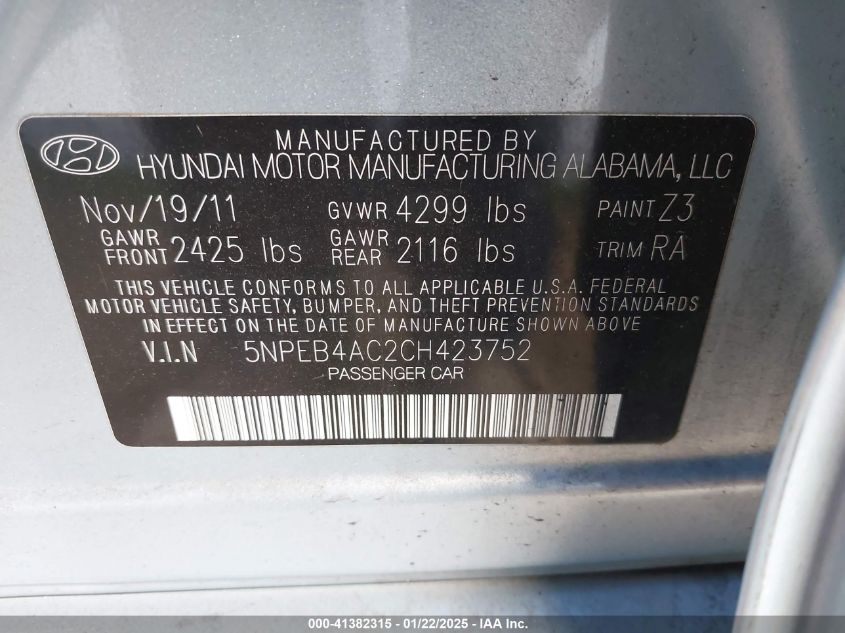 MANUFACTURED BY
HYUNDAI MOTOR MANUFACTURING ALABAMA, LLC
Nov/19/11 GVWR 4299 lbs PAINT Z3
GAWR FRONT 2425 lbs GAWR REAR 2116 lbs TRIM RA
THIS VEHICLE CONFORMS TO ALL APPLICABLE U.S.A. FEDERAL
MOTOR VEHICLE SAFETY, BUMPER, AND THEFT PREVENTION STANDARDS
IN EFFECT ON THE DATE OF MANUFACTURE SHOWN ABOVE
V.I.N 5NPEB4AC2CH423752
PASSENGER CAR
000-41382315 - 01/22/2025 - IAA Inc.